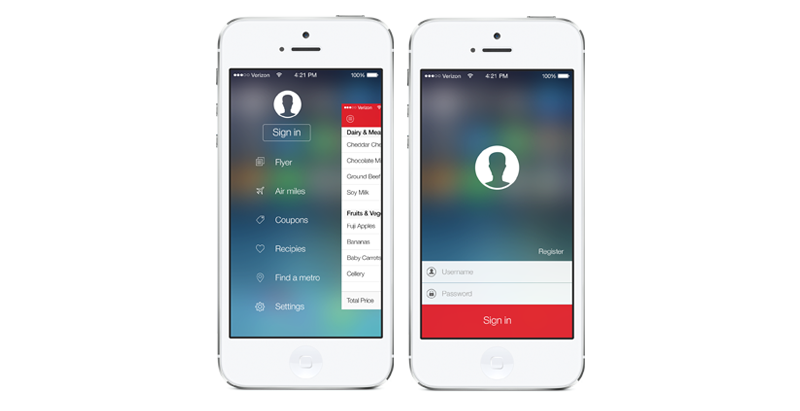 Verizon 4:21 PM 100%
Sign in
Flyer
Air miles
Coupons
Recipies
Find a metro
Settings
Verizon
Dairy & Mea
Cheddar Che
Chocolate M
Ground Beef
Soy Milk
Fruits & Veg
Fuji Apples
Bananas
Baby Carrots
Cellery
Total Price
Verizon 4:21 PM 100%
Register
Username
Password
Sign in